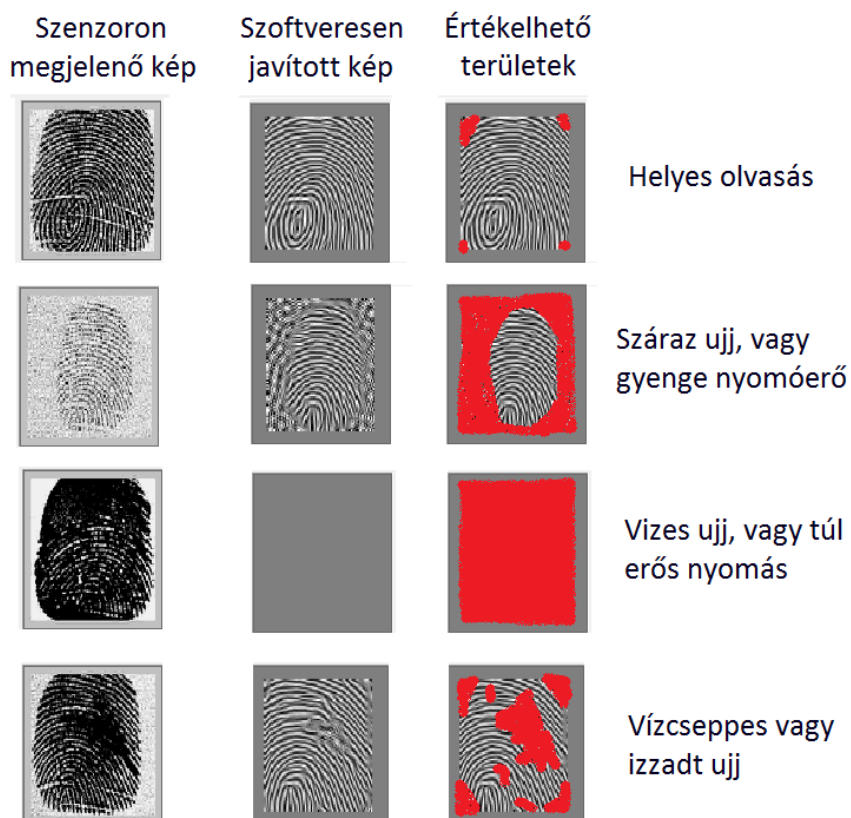 Szenzoron
megjelenő kép
Szoftveresen
javított kép
Értékelhető
területek
Helyes olvasás
Száraz ujj, vagy
gyenge nyomóerő
Vizes ujj, vagy túl
erős nyomás
Vízcseppes vagy
izzadt ujj